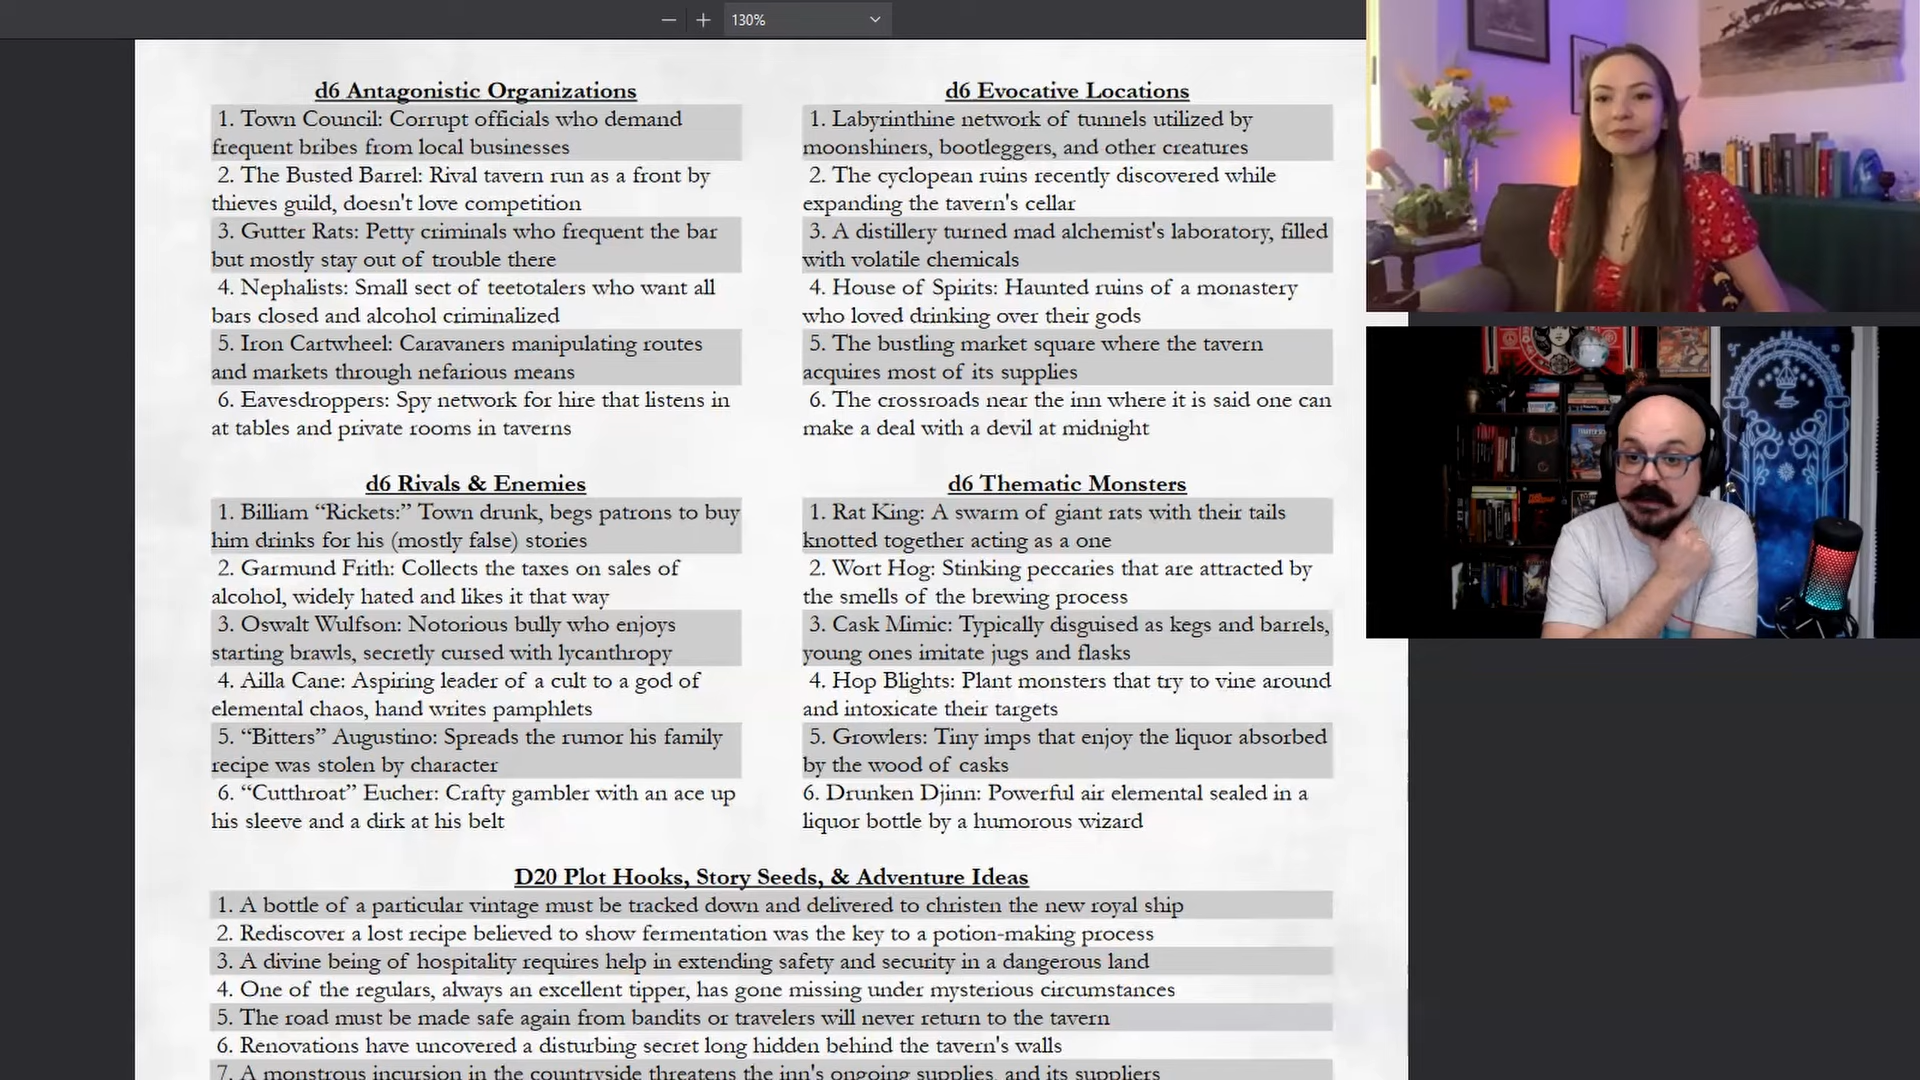 130%
d6 Antagonistic Organizations
1. Town Council: Corrupt officials who demand
frequent bribes from local businesses
2. The Busted Barrel: Rival tavern run as a front by
thieves guild, doesn't love competition
3. Gutter Rats: Petty criminals who frequent the bar
but mostly stay out of trouble there
4. Nephalists: Small sect of teetotalers who want all
bars closed and alcohol criminalized
5. Iron Cartwheel: Caravaners manipulating routes
and markets through nefarious means
6. Eavesdroppers: Spy network for hire that listens in
at tables and private rooms in taverns
d6 Evocative Locations
1. Labyrinthine network of tunnels utilized by
moonshiners, bootleggers, and other creatures
2. The cyclopean ruins recently discovered while
expanding the tavern's cellar
3. A distillery turned mad alchemist's laboratory, filled
with volatile chemicals
4. House of Spirits: Haunted ruins of a monastery
who loved drinking over their gods
5. The bustling market square where the tavern
acquires most of its supplies
6. The crossroads near the inn where it is said one can
make a deal with a devil at midnight
d6 Rivals & Enemies
1. Billiam “Rickets:” Town drunk, begs patrons to buy
him drinks for his (mostly false) stories
2. Garmund Frith: Collects the taxes on sales of
alcohol, widely hated and likes it that way
3. Oswalt Wulfson: Notorious bully who enjoys
starting brawls, secretly cursed with lycanthropy
4. Ailla Cane: Aspiring leader of a cult to a god of
elemental chaos, hand writes pamphlets
5. “Bitters” Augustino: Spreads the rumor his family
recipe was stolen by character
6. “Cutthroat” Eucher: Crafty gambler with an ace up
his sleeve and a dirk at his belt
d6 Thematic Monsters
1. Rat King: A swarm of giant rats with their tails
knotted together acting as a one
2. Wort Hog: Stinking peccaries that are attracted by
the smells of the brewing process
3. Cask Mimic: Typically disguised as kegs and barrels,
young ones imitate jugs and flasks
4. Hop Blights: Plant monsters that try to vine around
and intoxicate their targets
5. Growlers: Tiny imps that enjoy the liquor absorbed
by the wood of casks
6. Drunken Djinn: Powerful air elemental sealed in a
liquor bottle by a humorous wizard
D20 Plot Hooks, Story Seeds, & Adventure Ideas
1. A bottle of a particular vintage must be tracked down and delivered to christen the new royal ship
2. Rediscover a lost recipe believed to show fermentation was the key to a potion-making process
3. A divine being of hospitality requires help in extending safety and security in a dangerous land
4. One of the regulars, always an excellent tipper, has gone missing under mysterious circumstances
5. The road must be made safe again from bandits or travelers will never return to the tavern
6. Renovations have uncovered a disturbing secret long hidden behind the tavern's walls
7. A monstrous incursion in the countryside threatens the inn's ongoing supplies, and its suppliers